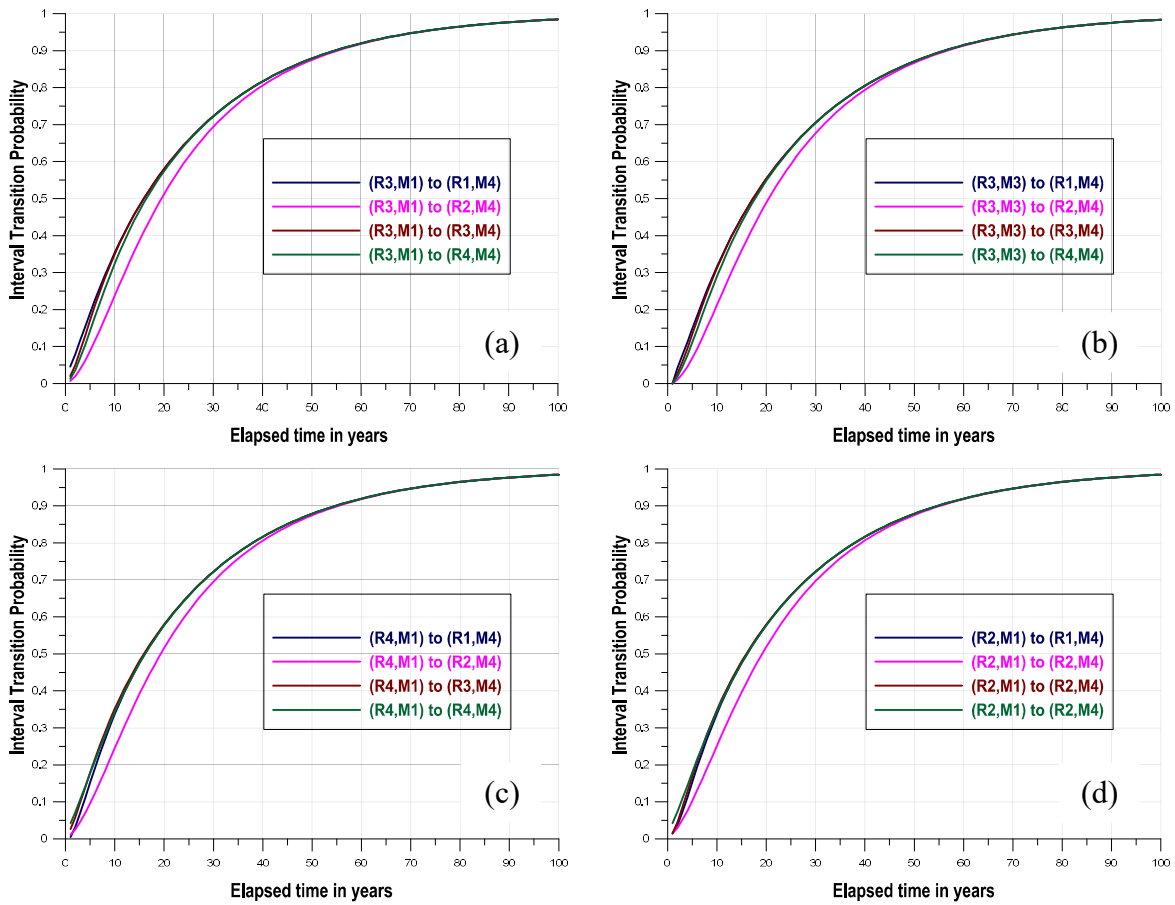 1
0.9
0.8
0.7
0.6
0.5
0.4
0.3
0.2
0.1
0
Interval Transition Probability
(R3,M1) to (R1,M4)
(R3,M1) to (R2,M4)
(R3,M1) to (R3,M4)
(R3,M1) to (R4,M4)
(a)
0 10 20 30 40 50 60 70 80 90 100
Elapsed time in years
1
0.9
0.8
0.7
0.6
0.5
0.4
0.3
0.2
0.1
0
Interval Transition Probability
(R3,M3) to (R1,M4)
(R3,M3) to (R2,M4)
(R3,M3) to (R3,M4)
(R3,M3) to (R4,M4)
(b)
0 10 20 30 40 50 60 70 80 90 100
Elapsed time in years
1
0.9
0.8
0.7
0.6
0.5
0.4
0.3
0.2
0.1
0
Interval Transition Probability
(R4,M1) to (R1,M4)
(R4,M1) to (R2,M4)
(R4,M1) to (R3,M4)
(R4,M1) to (R4,M4)
(c)
0 10 20 30 40 50 60 70 80 90 100
Elapsed time in years
1
0.9
0.8
0.7
0.6
0.5
0.4
0.3
0.2
0.1
0
Interval Transition Probability
(R2,M1) to (R1,M4)
(R2,M1) to (R2,M4)
(R2,M1) to (R2,M4)
(R2,M1) to (R2,M4)
(d)
0 10 20 30 40 50 60 70 80 90 100
Elapsed time in years